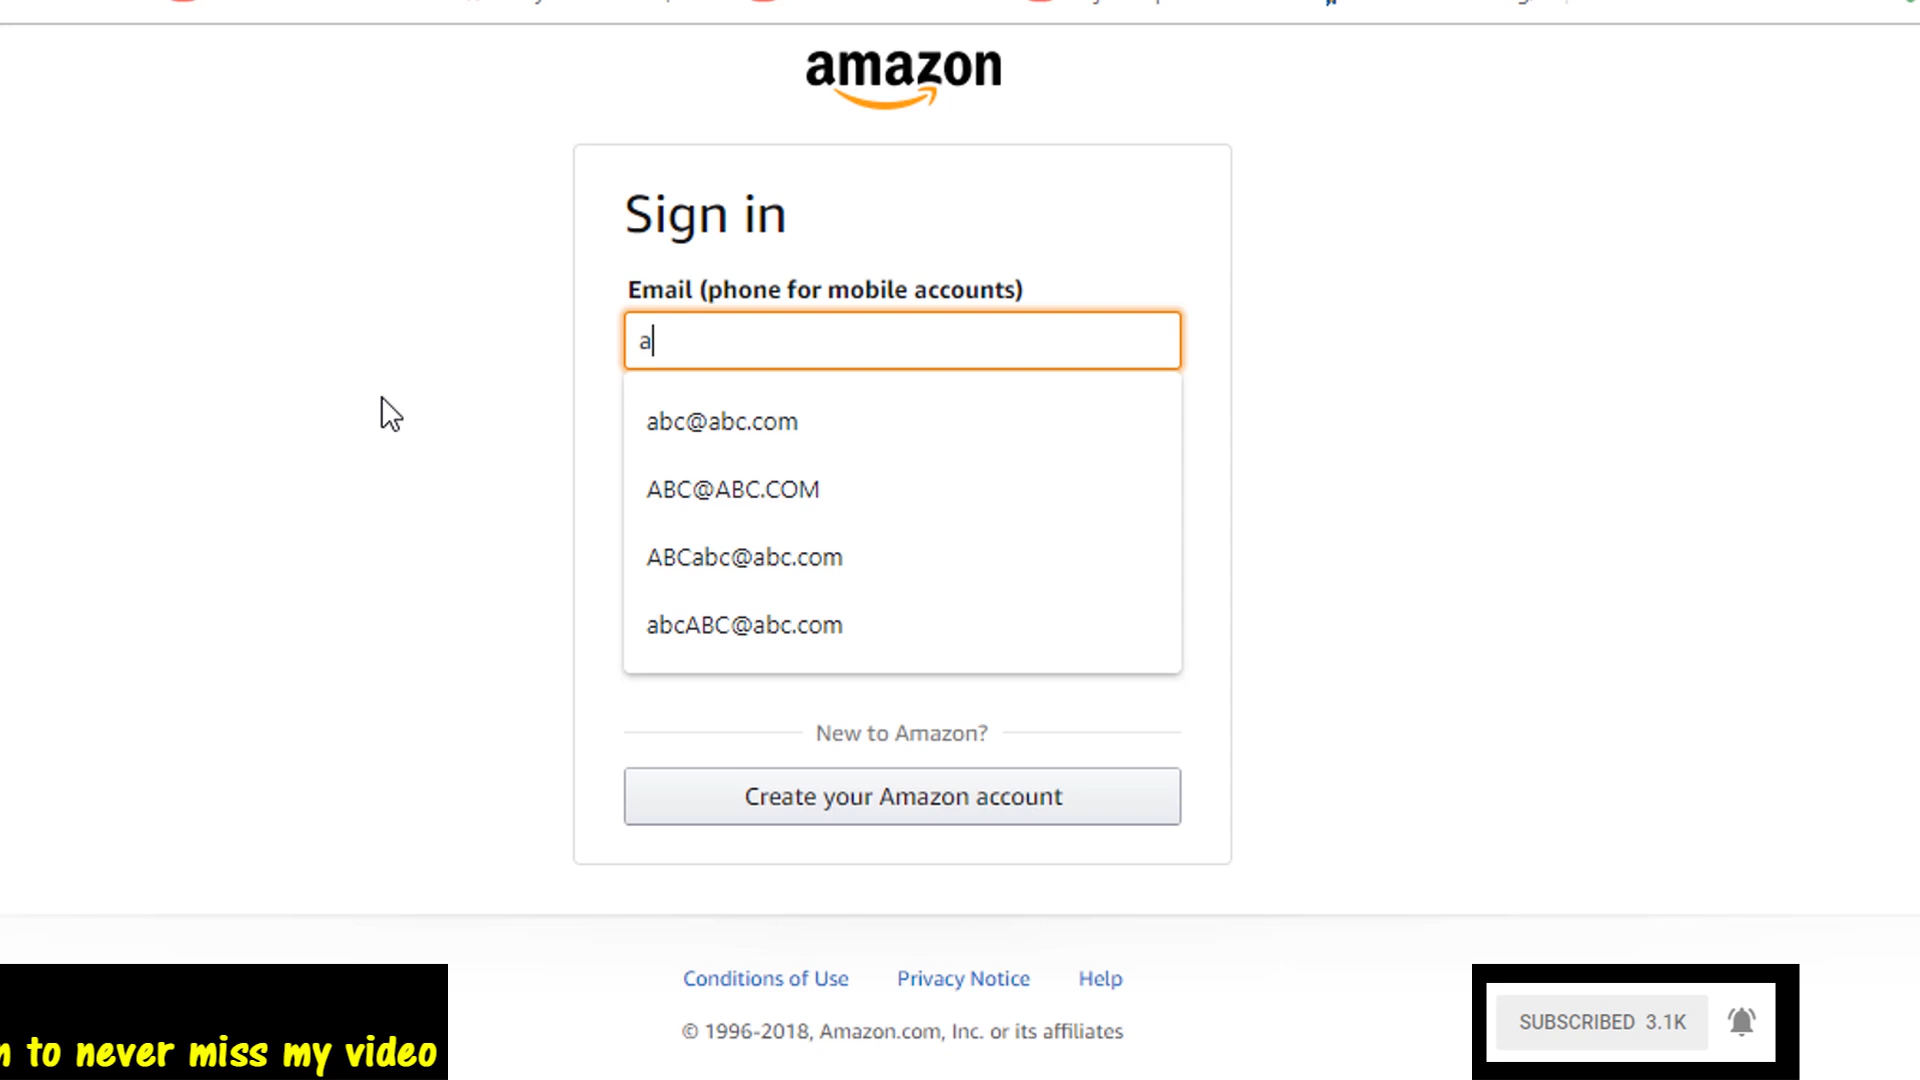 amazon
Sign in
Email (phone for mobile accounts)
a
abc@abc.com
ABC@ABC.COM
ABCabc@abc.com
abcABC@abc.com
New to Amazon?
Create your Amazon account
Conditions of Use Privacy Notice Help
© 1996-2018, Amazon.com, Inc. or its affiliates
to never miss my video
SUBSCRIBED 3.1K